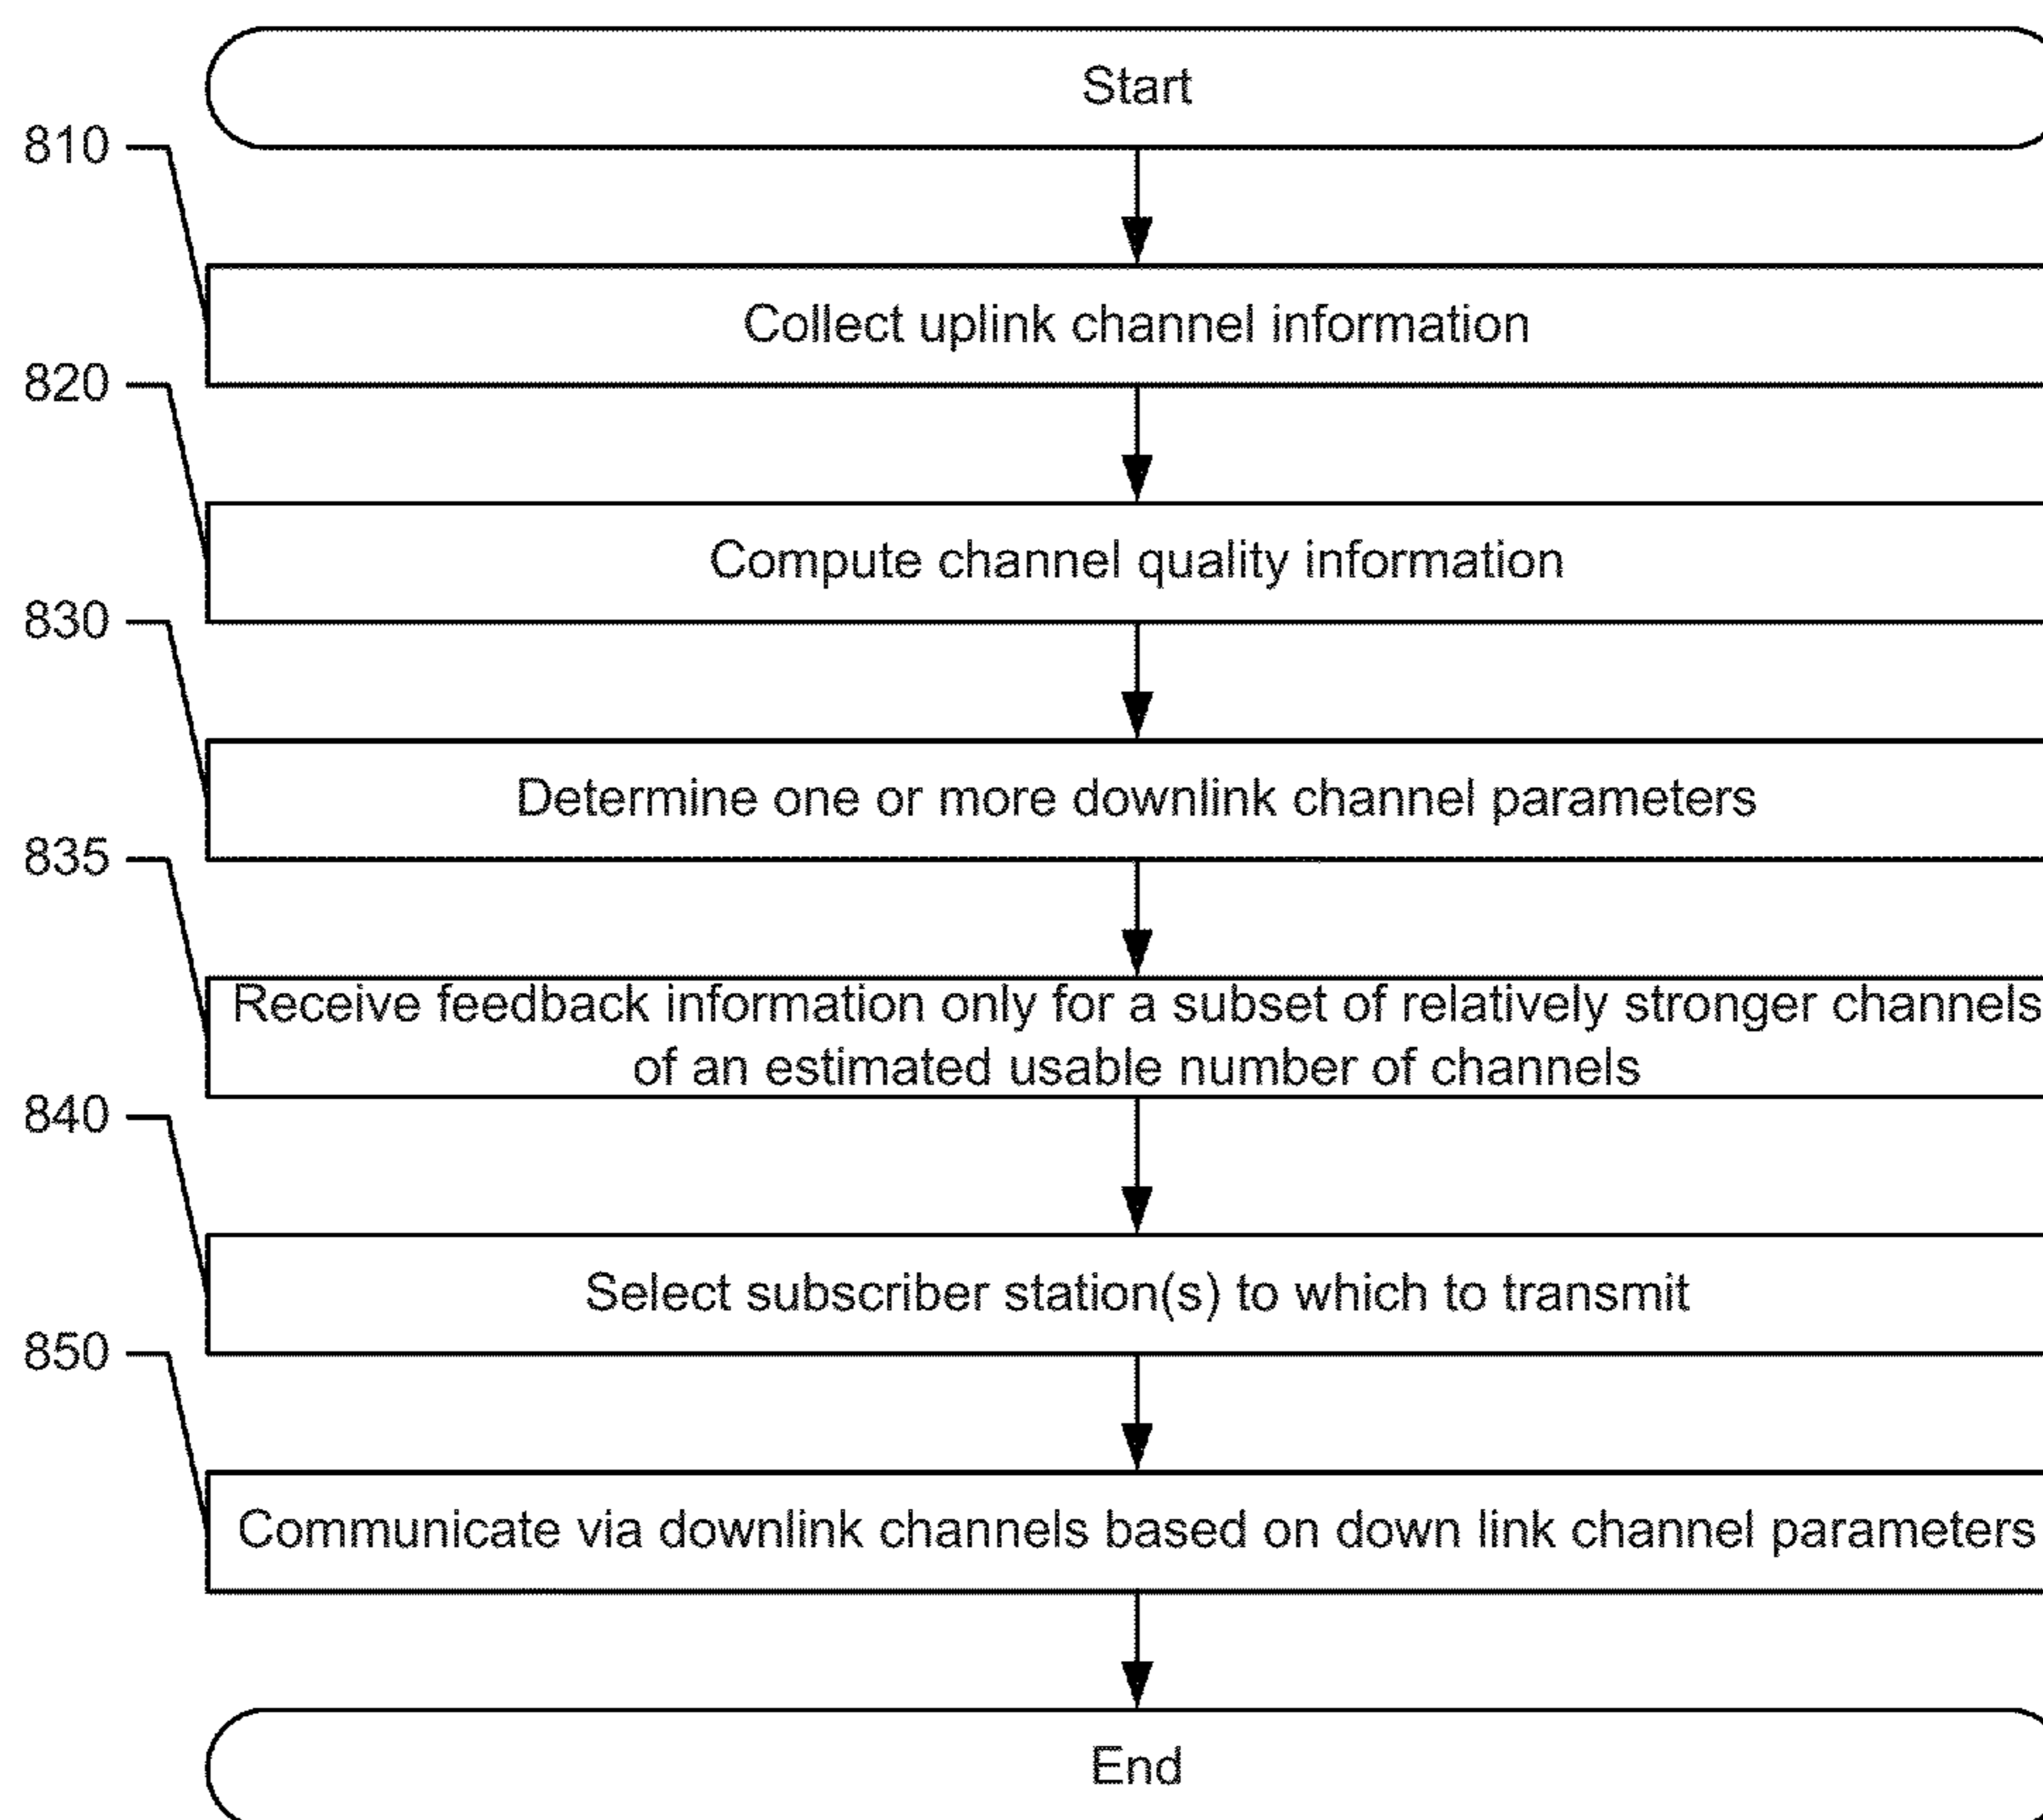 Start
810
Collect uplink channel information
820
Compute channel quality information
830
Determine one or more downlink channel parameters
835
Receive feedback information only for a subset of relatively stronger channels
of an estimated usable number of channels
840
Select subscriber station(s) to which to transmit
850
Communicate via downlink channels based on down link channel parameters
End